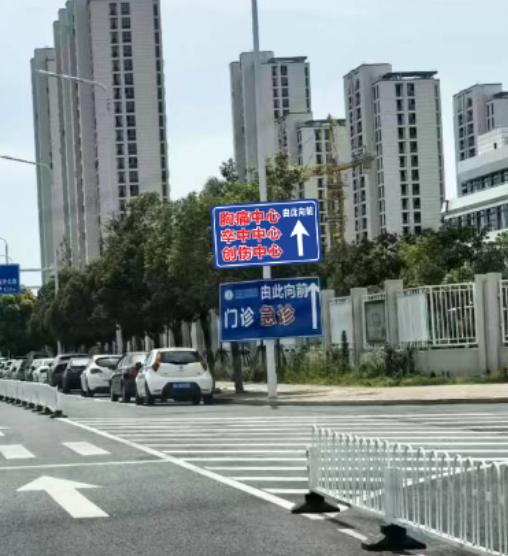 胸痛中心 由此向前
卒中中心
创伤中心
由此向前
门诊 急诊